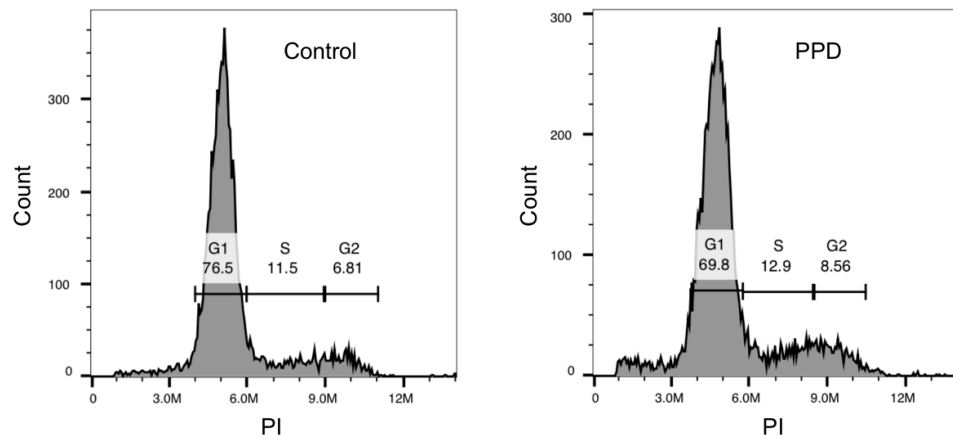 Control
Count
300
200
100
0
G1 S G2
76.5 11.5 6.81
0 3.0M 6.0M 9.0M 12M
PI
PPD
Count
300
200
100
0
G1 S G2
69.8 12.9 8.56
0 3.0M 6.0M 9.0M 12M
PI